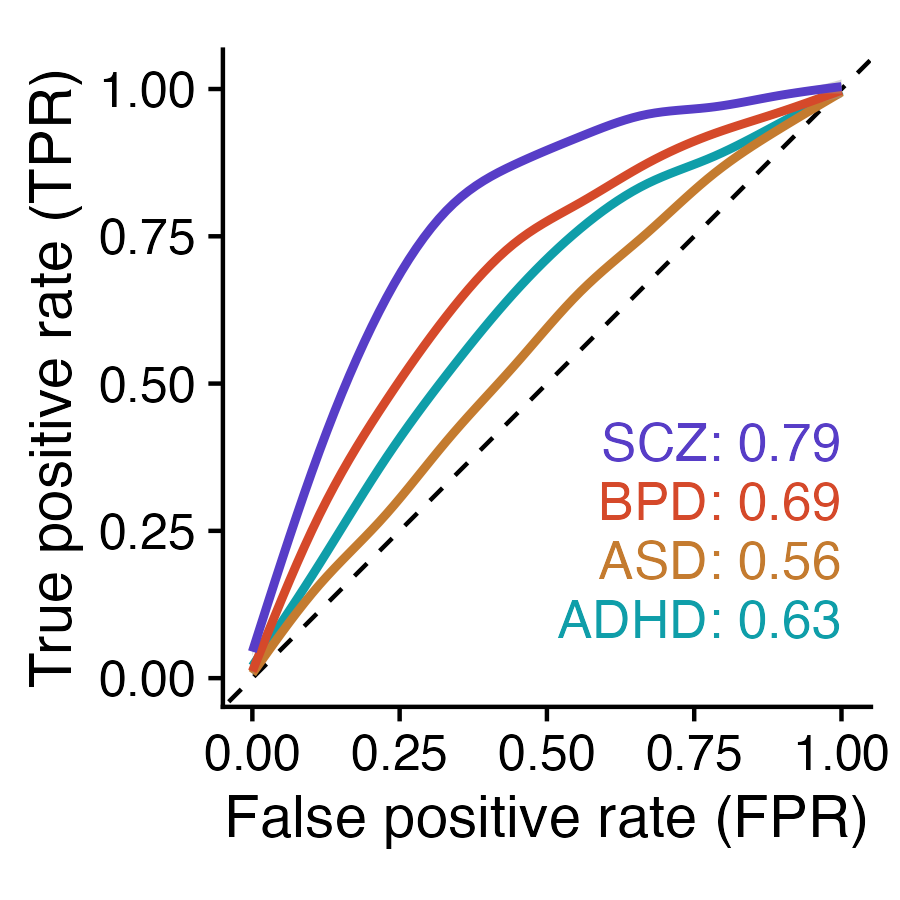 True positive rate (TPR)
1.00
0.75
0.50
0.25
0.00
SCZ: 0.79
BPD: 0.69
ASD: 0.56
ADHD: 0.63
0.00 0.25 0.50 0.75 1.00
False positive rate (FPR)